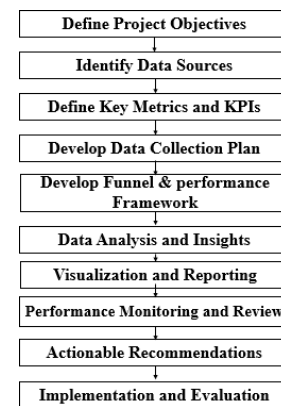 Define Project Objectives
Identify Data Sources
Define Key Metrics and KPIs
Develop Data Collection Plan
Develop Funnel & performance
Framework
Data Analysis and Insights
Visualization and Reporting
Performance Monitoring and Review
Actionable Recommendations
Implementation and Evaluation